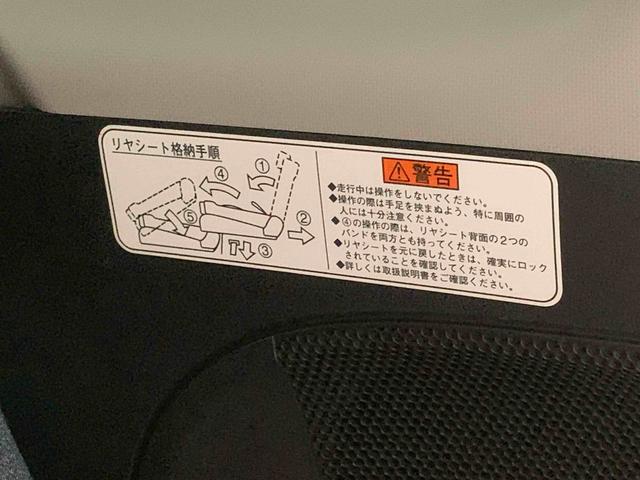 リヤシート格納手順
①
②
③
④
⑤
⚠警告
◆走行中は操作をしないでください。
◆操作の際は手足を挟まぬよう、特に周囲の
人には十分注意ください。
◆④の操作の際は、リヤシート背面の2つの
バンドを両方とも持ってください。
◆リヤシートを元に戻したときは、確実にロック
されていることを確認してください。
◆詳しくは取扱説明書をご確認ください。